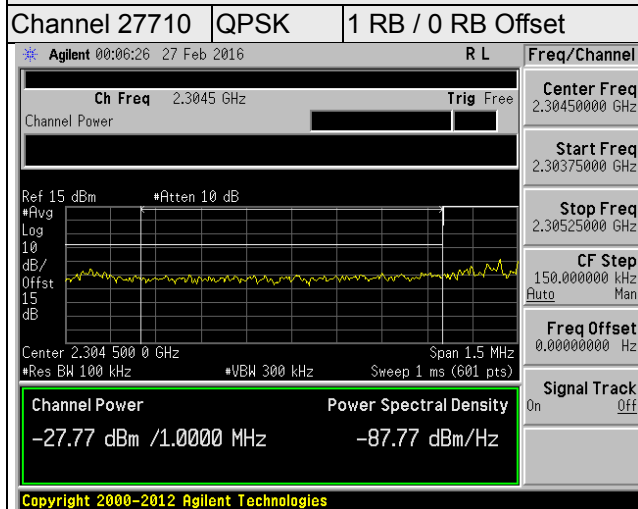 Channel 27710 QPSK 1 RB / 0 RB Offset
Agilent 00:06:26 27 Feb 2016 R L Freq/Channel
Ch Freq 2.3045 GHz Trig Free
Channel Power
Center Freq
2.30450000 GHz
Start Freq
2.30375000 GHz
Stop Freq
2.30525000 GHz
CF Step
150.000000 kHz
Auto Man
Freq Offset
0.00000000 Hz
Signal Track
On Off
Ref 15 dBm #Atten 10 dB
#Avg
Log
10
dB/
Offst
15
dB
Center 2.304 500 0 GHz Span 1.5 MHz
#Res BW 100 kHz #VBW 300 kHz Sweep 1 ms (601 pts)
Channel Power Power Spectral Density
-27.77 dBm /1.0000 MHz -87.77 dBm/Hz
Copyright 2000-2012 Agilent Technologies